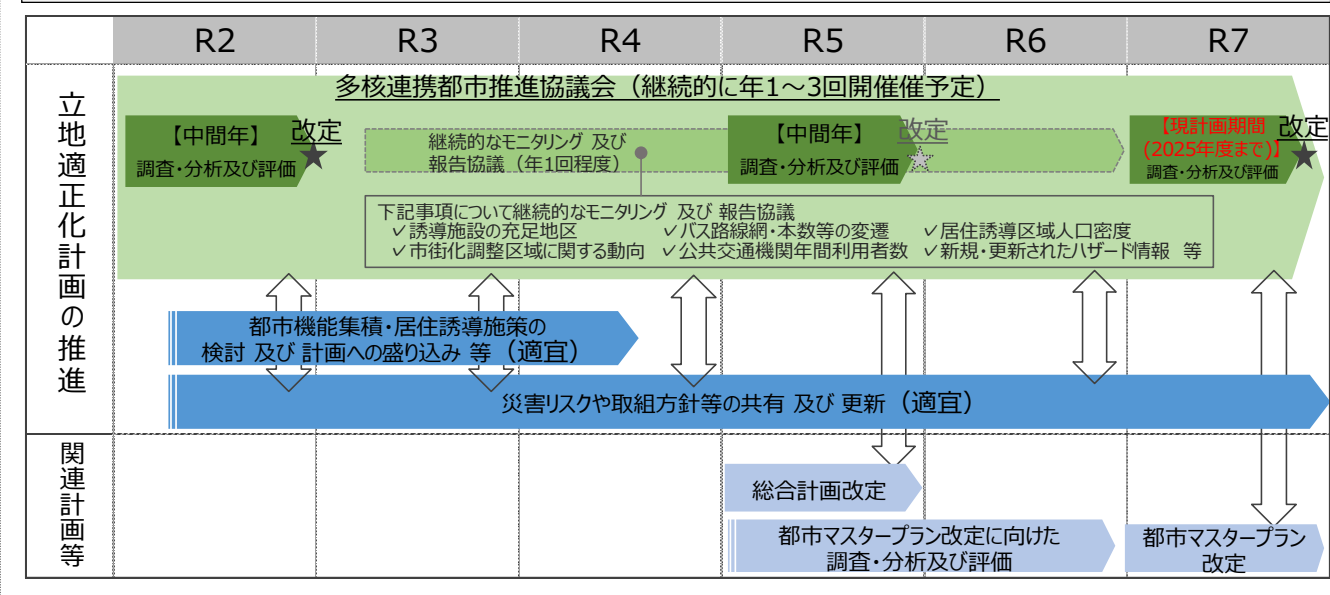 R2 R3 R4 R5 R6 R7
立地適正化計画の推進
多核連携都市推進協議会（継続的に年1～3回開催催予定）
【中間年】
調査・分析及び評価
改定
継続的なモニタリング 及び
報告協議（年1回程度）
【中間年】
調査・分析及び評価
改定
【現計画期間
(2025年度まで)】
調査・分析及び評価
改定
下記事項について継続的なモニタリング 及び 報告協議
✓誘導施設の充足地区 ✓バス路線網・本数等の変遷 ✓居住誘導区域人口密度
✓市街化調整区域に関する動向 ✓公共交通機関年間利用者数 ✓新規・更新されたハザード情報 等
都市機能集積・居住誘導施策の
検討 及び 計画への盛り込み 等（適宜）
災害リスクや取組方針等の共有 及び 更新（適宜）
関連計画等
総合計画改定
都市マスタープラン改定に向けた
調査・分析及び評価
都市マスタープラン
改定